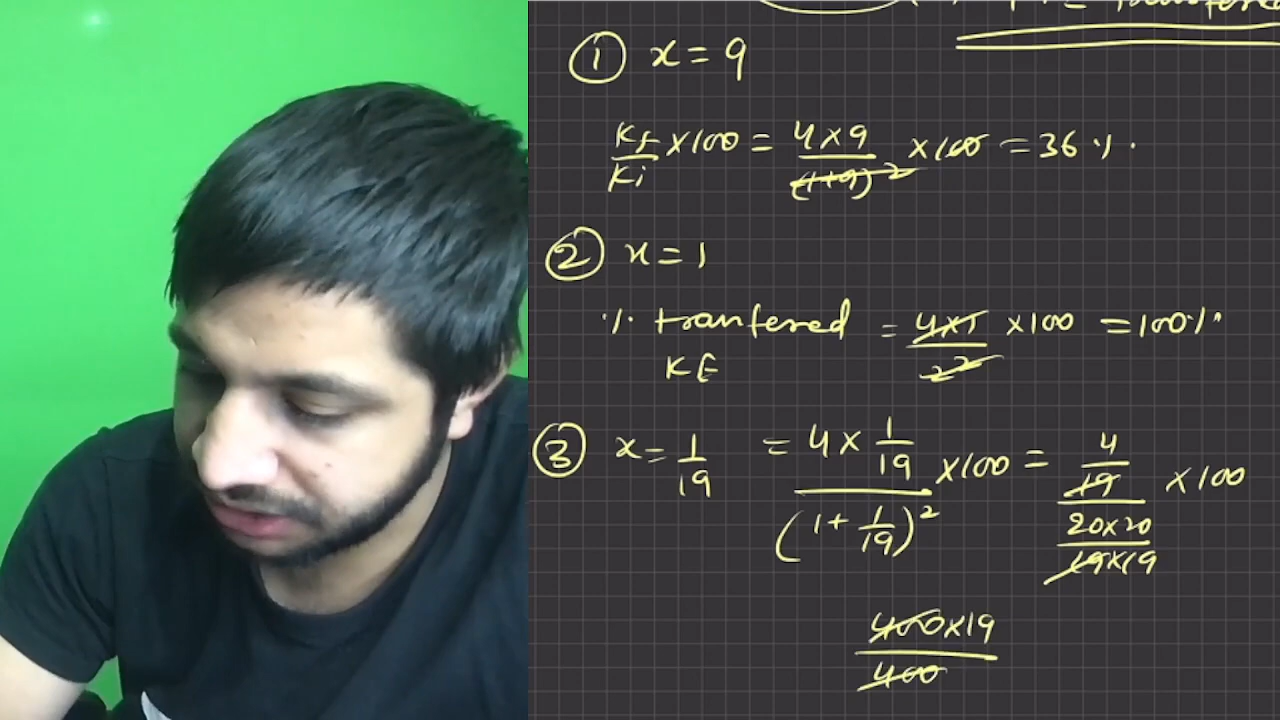 ① x = 9
Kf/Ki × 100 = 4 × 9/(1+9)² × 100 = 36 %
② x = 1
% tranfered = 4×1/2² × 100 = 100 %
KE
③ x = 1/19 = 4 × 1/19/(1 + 1/19)² × 100 = 4/19/20×20/19×19 × 100
400×19/400